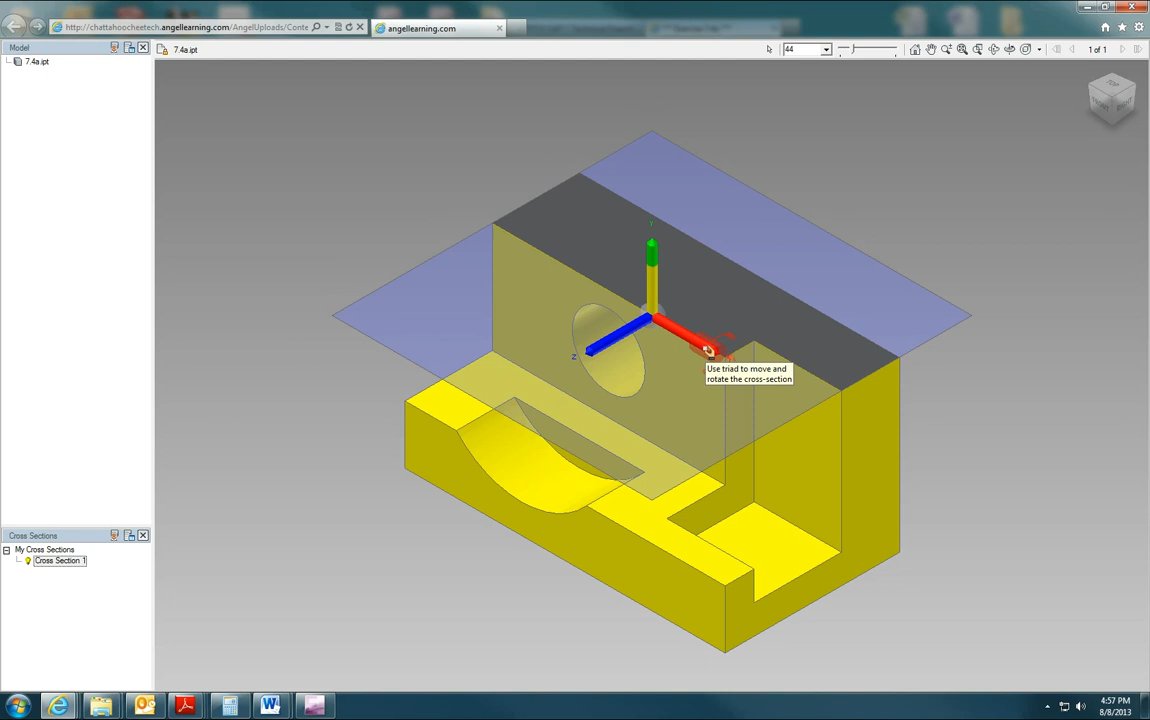 http://chattahoocheetech.angellearning.com/AngelUploads/Conte
angellearning.com
Model
7.4a.ipt
7.4a.ipt
44
1 of 1
TOP
Y
Z
Use triad to move and
rotate the cross-section
Cross Sections
My Cross Sections
Cross Section 1
4:57 PM
8/8/2013